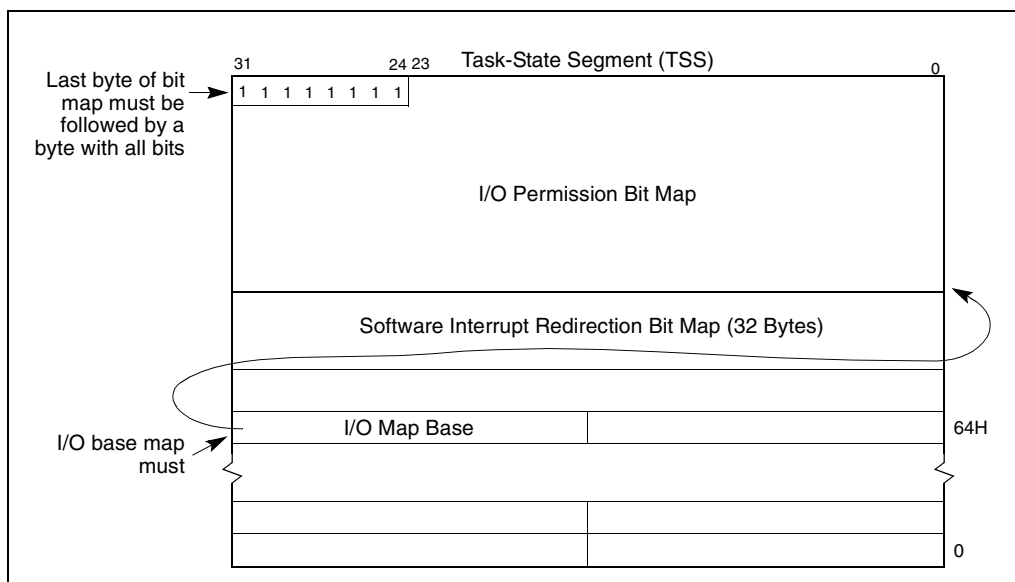 Task-State Segment (TSS)
31
24 23
0
Last byte of bit
map must be
followed by a
byte with all bits
1 1 1 1 1 1 1 1
I/O Permission Bit Map
Software Interrupt Redirection Bit Map (32 Bytes)
I/O Map Base
64H
I/O base map
must
0